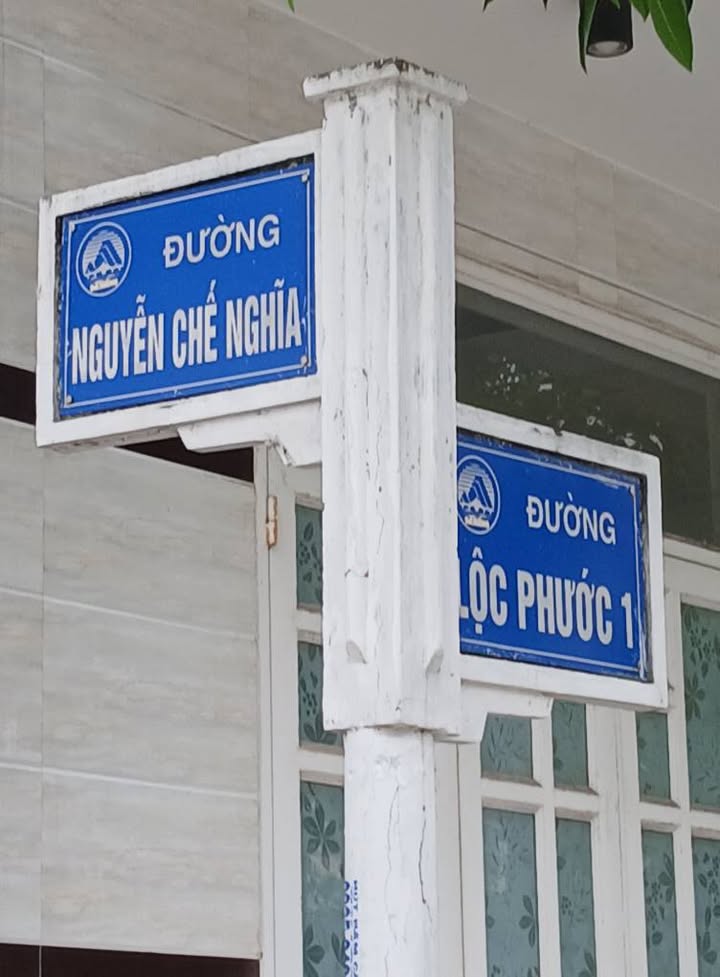 ĐƯỜNG
NGUYỄN CHẾ NGHĨA
ĐƯỜNG
LỘC PHƯỚC 1